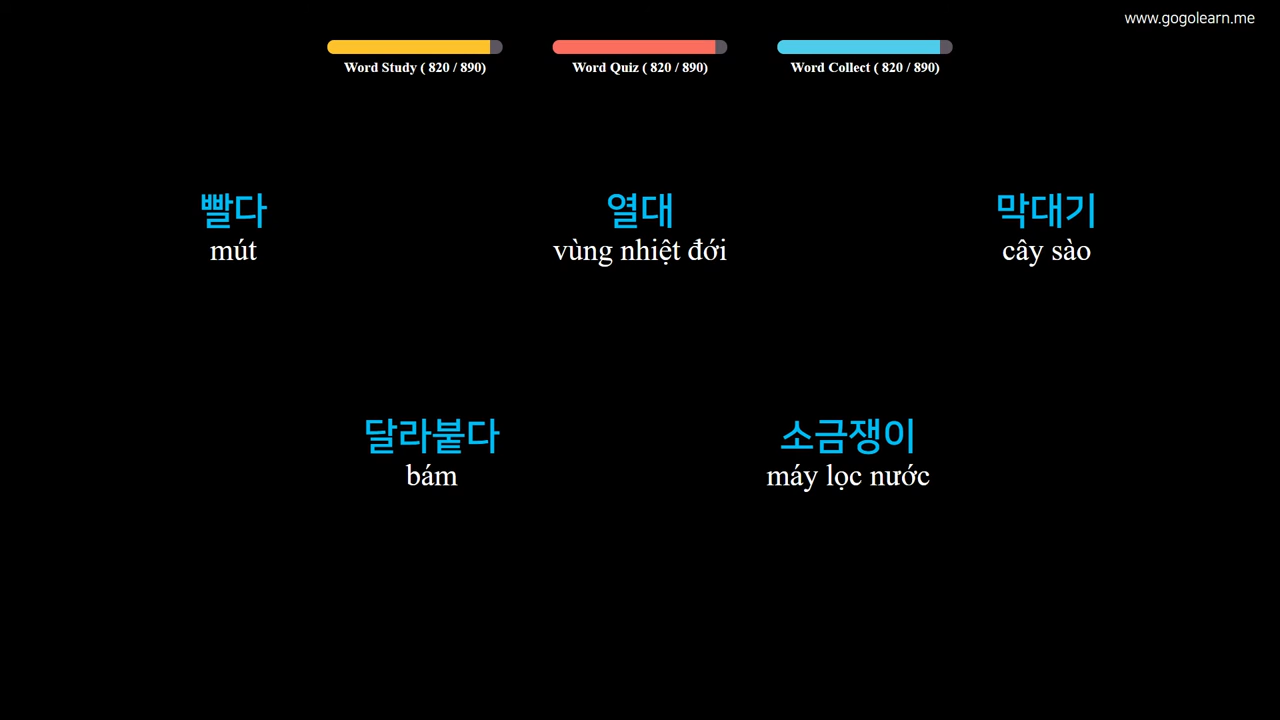 www.gogolearn.me
Word Study ( 820 / 890)
Word Quiz ( 820 / 890)
Word Collect ( 820 / 890)
빨다
mút
열대
vùng nhiệt đới
막대기
cây sào
달라붙다
bám
소금쟁이
máy lọc nước